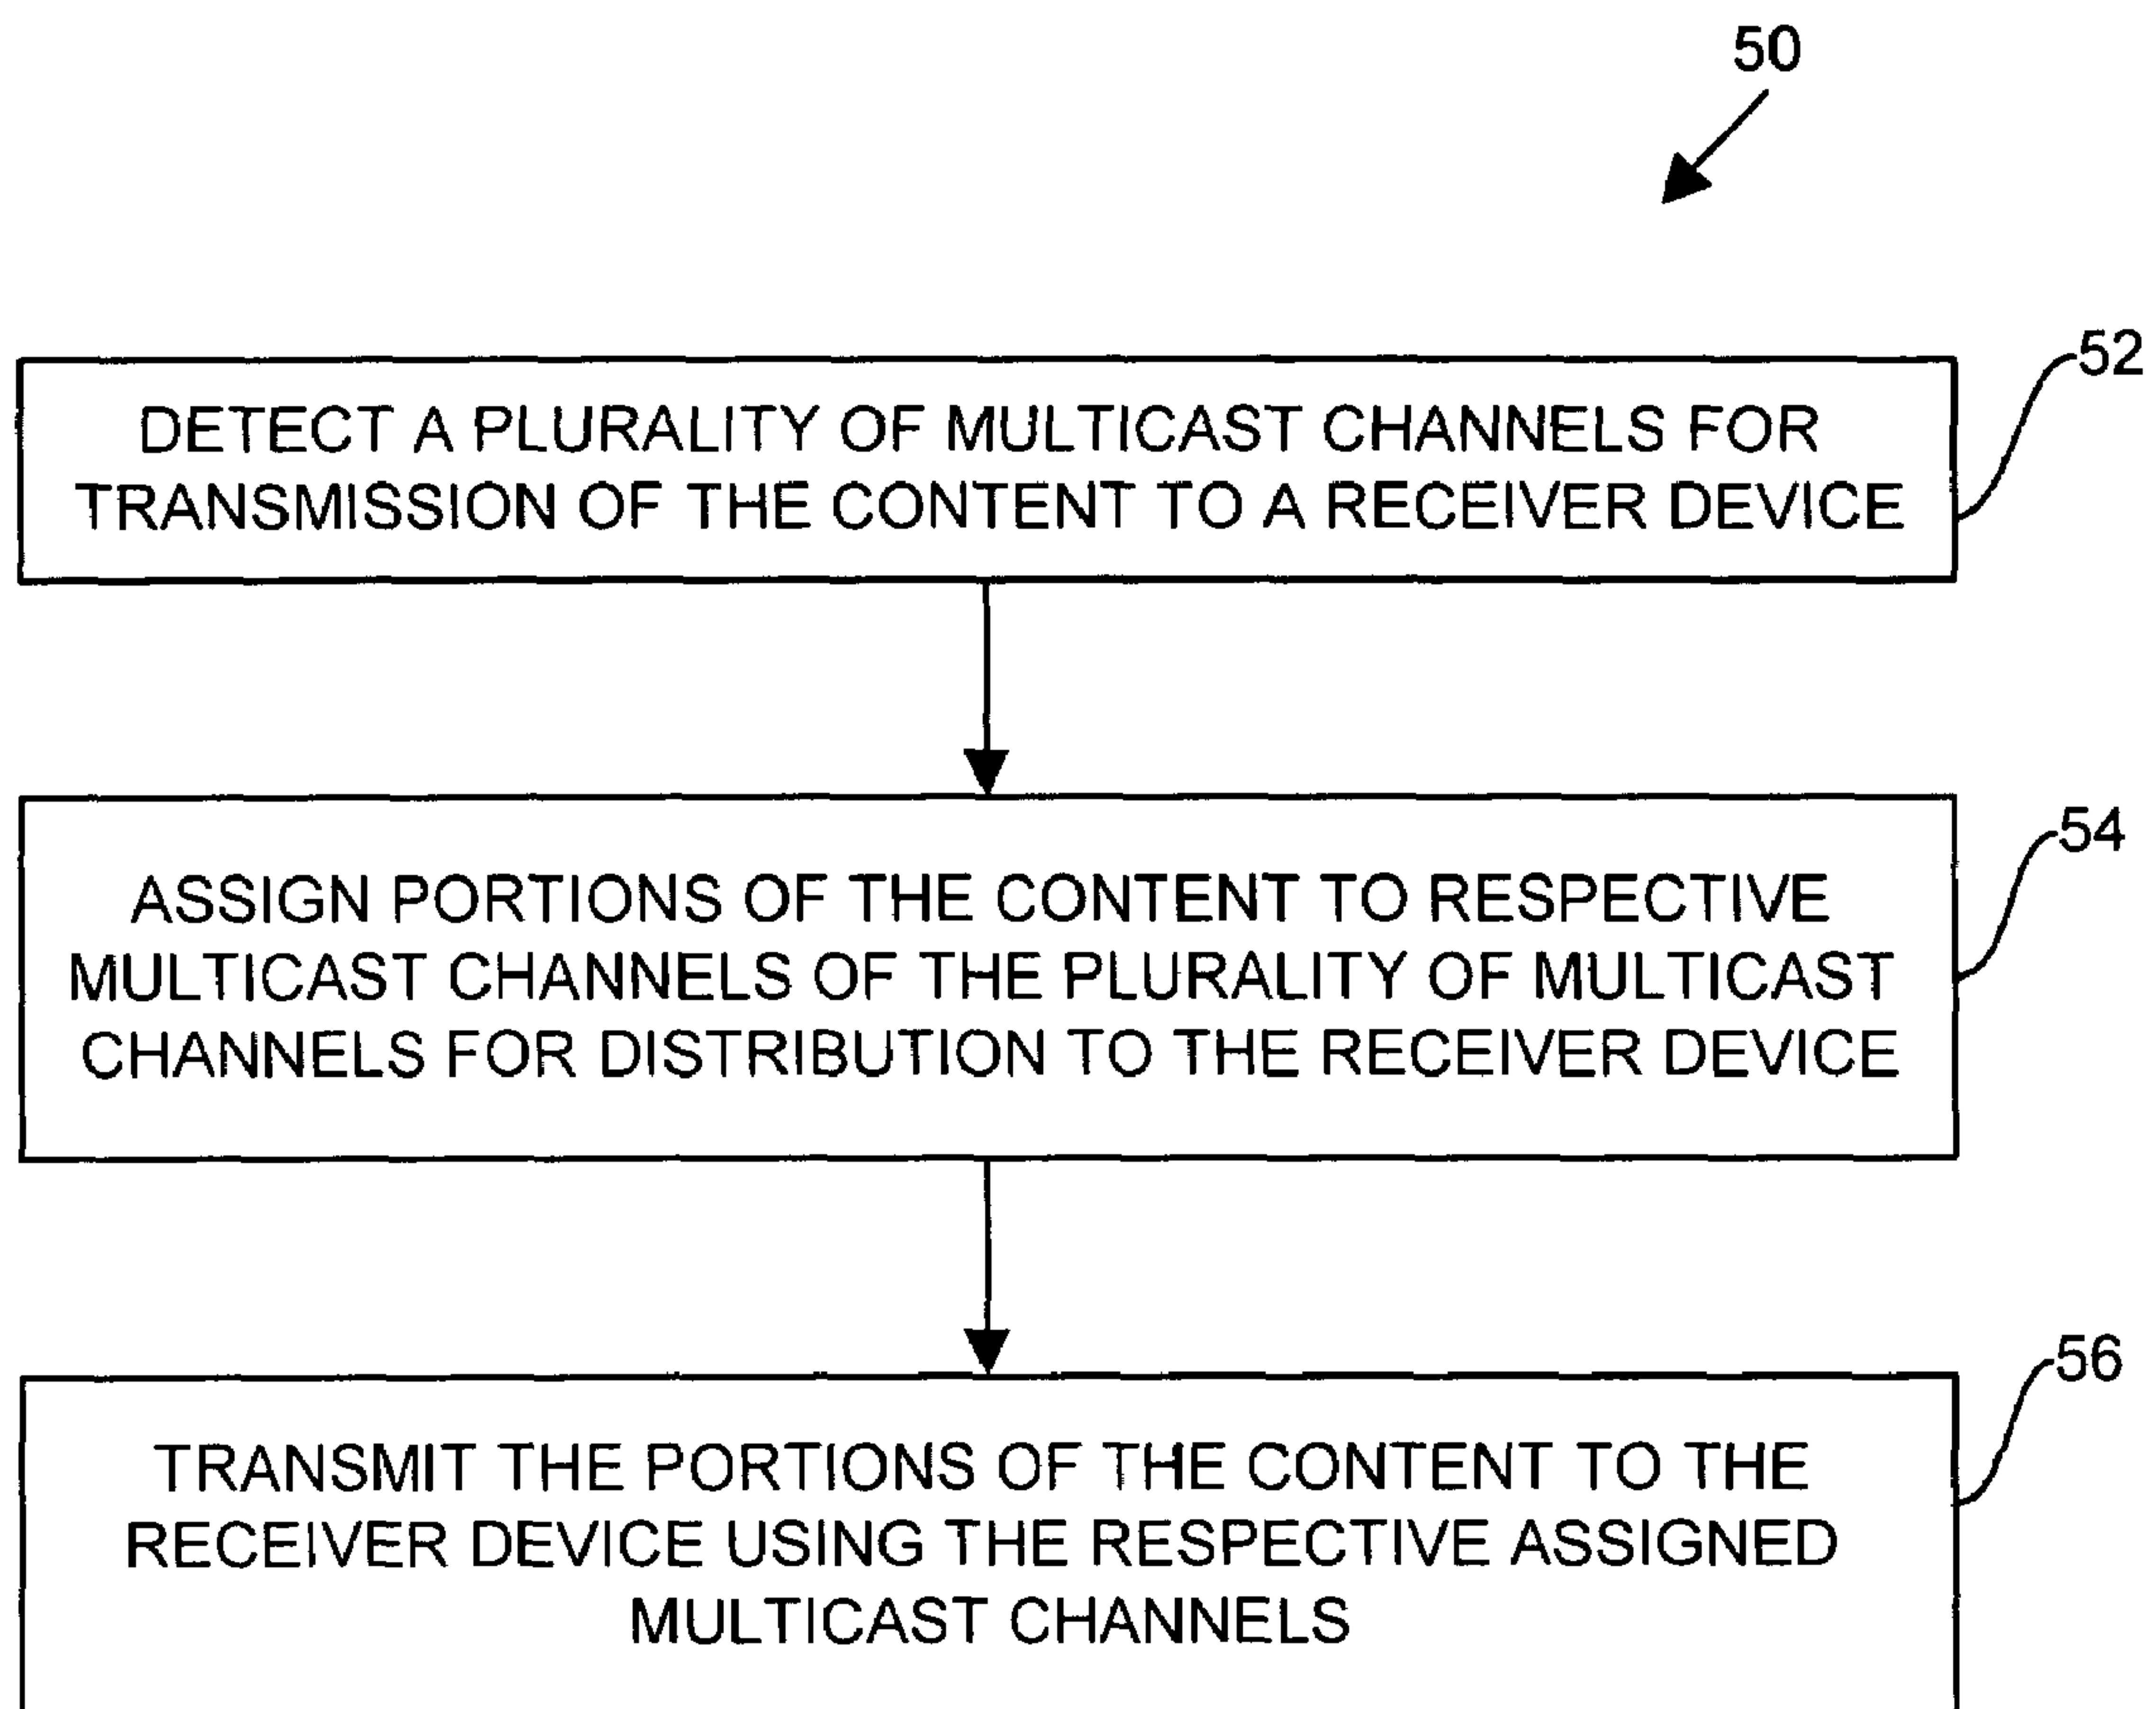 50
52
DETECT A PLURALITY OF MULTICAST CHANNELS FOR
TRANSMISSION OF THE CONTENT TO A RECEIVER DEVICE
54
ASSIGN PORTIONS OF THE CONTENT TO RESPECTIVE
MULTICAST CHANNELS OF THE PLURALITY OF MULTICAST
CHANNELS FOR DISTRIBUTION TO THE RECEIVER DEVICE
56
TRANSMIT THE PORTIONS OF THE CONTENT TO THE
RECEIVER DEVICE USING THE RESPECTIVE ASSIGNED
MULTICAST CHANNELS